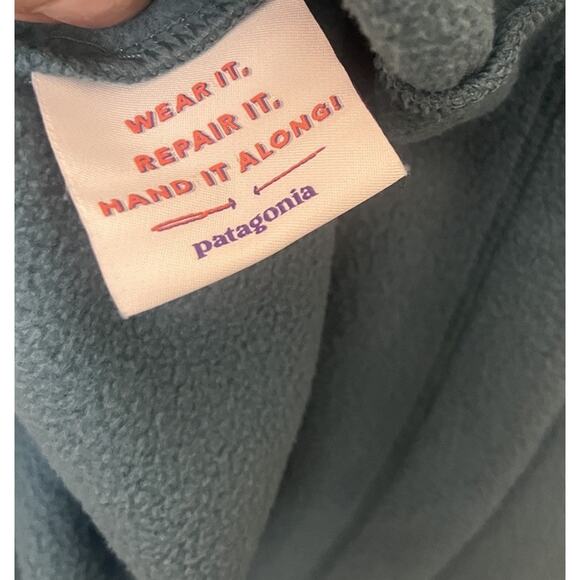 WEAR IT,
REPAIR IT,
HAND IT ALONG!
patagonia